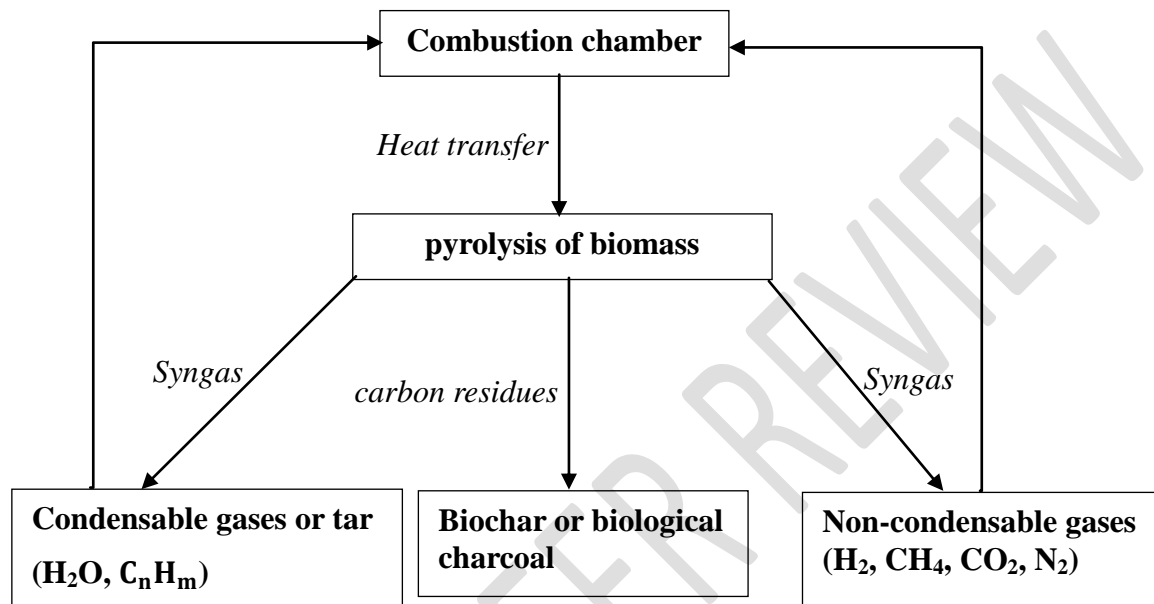 Combustion chamber
Heat transfer
pyrolysis of biomass
Syngas
carbon residues
Syngas
Condensable gases or tar
(H₂O, CₙHₘ)
Biochar or biological
charcoal
Non-condensable gases
(H₂, CH₄, CO₂, N₂)
ER REVIEW